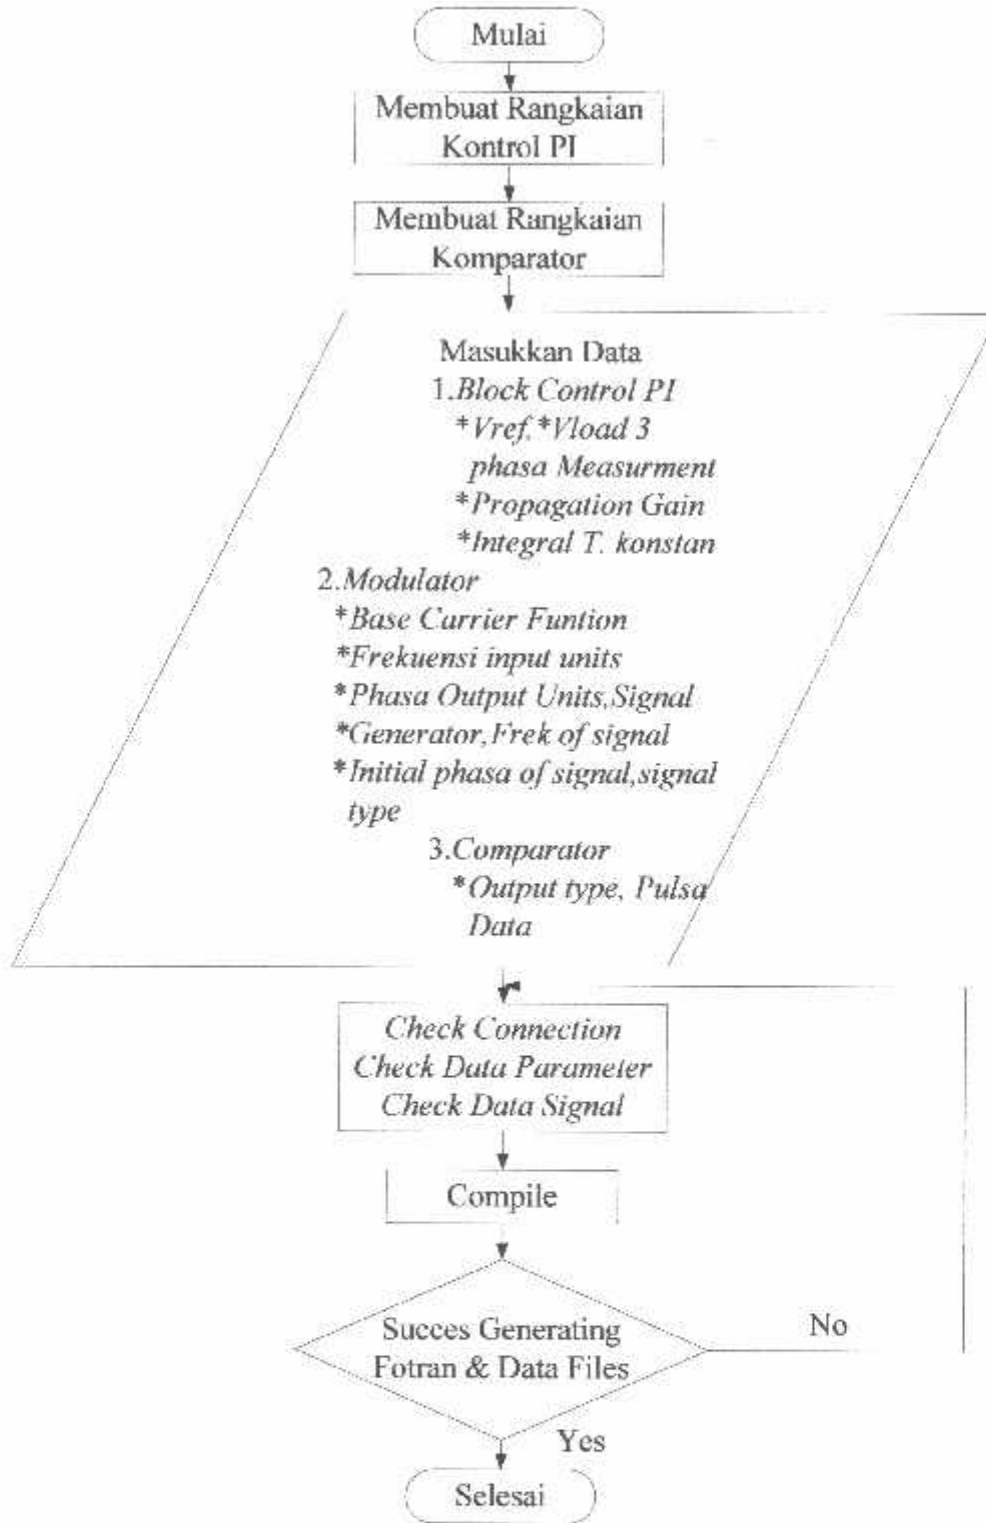 Mulai
Membuat Rangkaian
Kontrol PI
Membuat Rangkaian
Komparator
Masukkan Data
1.Block Control PI
*Vref,*Vload 3
phasa Measurment
*Propagation Gain
*Integral T. konstan
2.Modulator
*Base Carrier Funtion
*Frekuensi input units
*Phasa Output Units,Signal
*Generator,Frek of signal
*Initial phasa of signal,signal
type
3.Comparator
*Output type, Pulsa
Data
Check Connection
Check Data Parameter
Check Data Signal
Compile
Succes Generating
Fotran & Data Files
No
Yes
Selesai